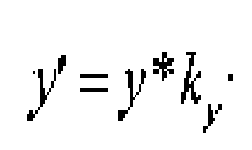 y' = y * k_y.